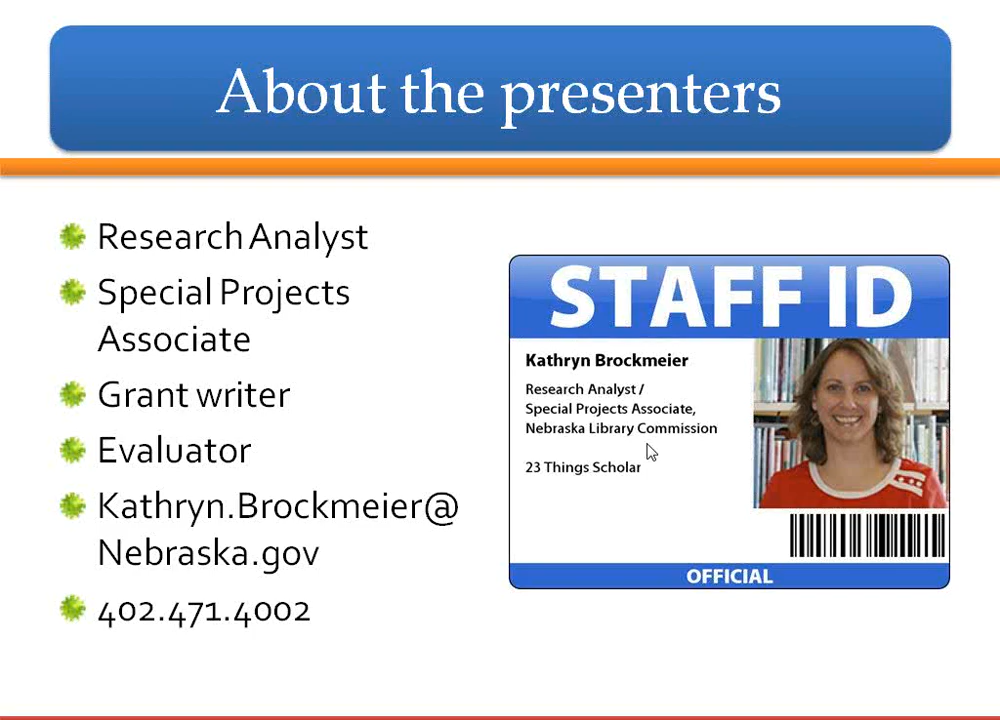 About the presenters
Research Analyst
Special Projects
Associate
Grant writer
Evaluator
Kathryn.Brockmeier@
Nebraska.gov
402.471.4002
STAFF ID
Kathryn Brockmeier
Research Analyst /
Special Projects Associate,
Nebraska Library Commission
23 Things Scholar
OFFICIAL